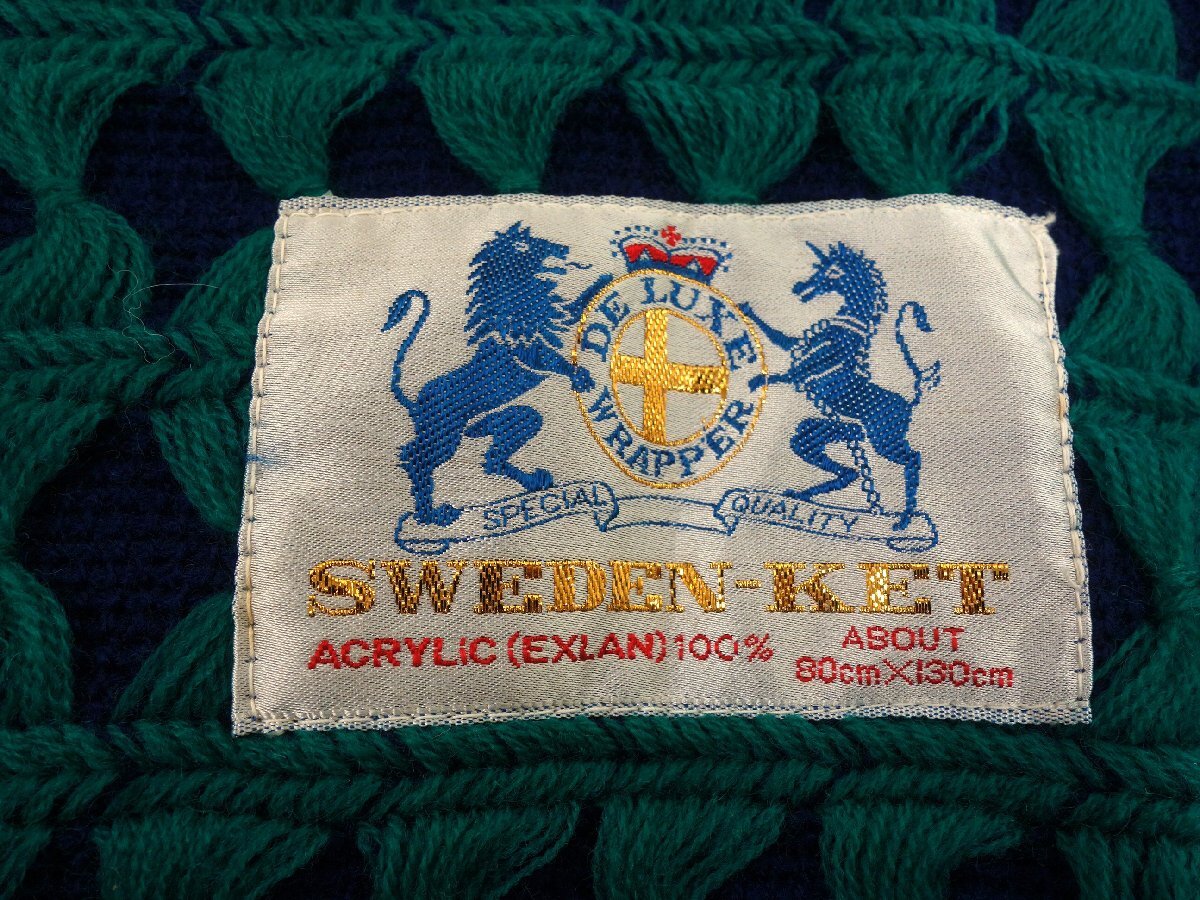 DE LUXE
WRAPPER
SPECIAL QUALITY
SWEDEN-KET
ACRYLiC (EXLAN) 100%
ABOUT
80cm×130cm